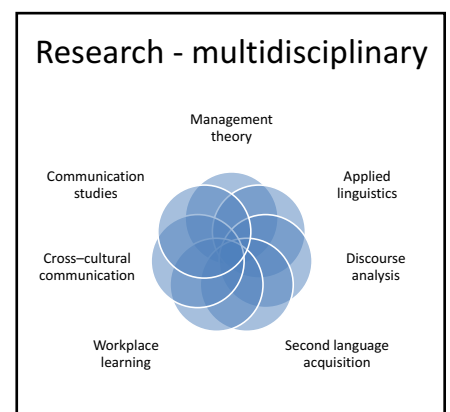 Research - multidisciplinary
Management
theory
Applied
linguistics
Discourse
analysis
Second language
acquisition
Workplace
learning
Cross–cultural
communication
Communication
studies